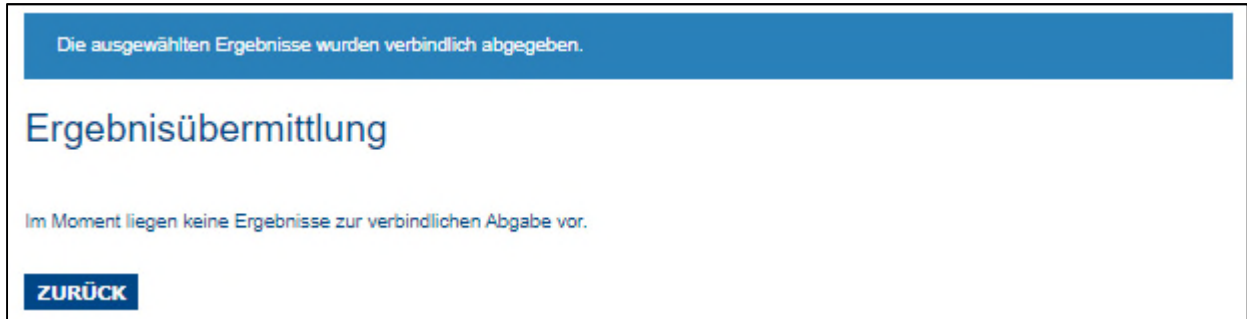 Die ausgewählten Ergebnisse wurden verbindlich abgegeben.
Ergebnisübermittlung
Im Moment liegen keine Ergebnisse zur verbindlichen Abgabe vor.
ZURÜCK